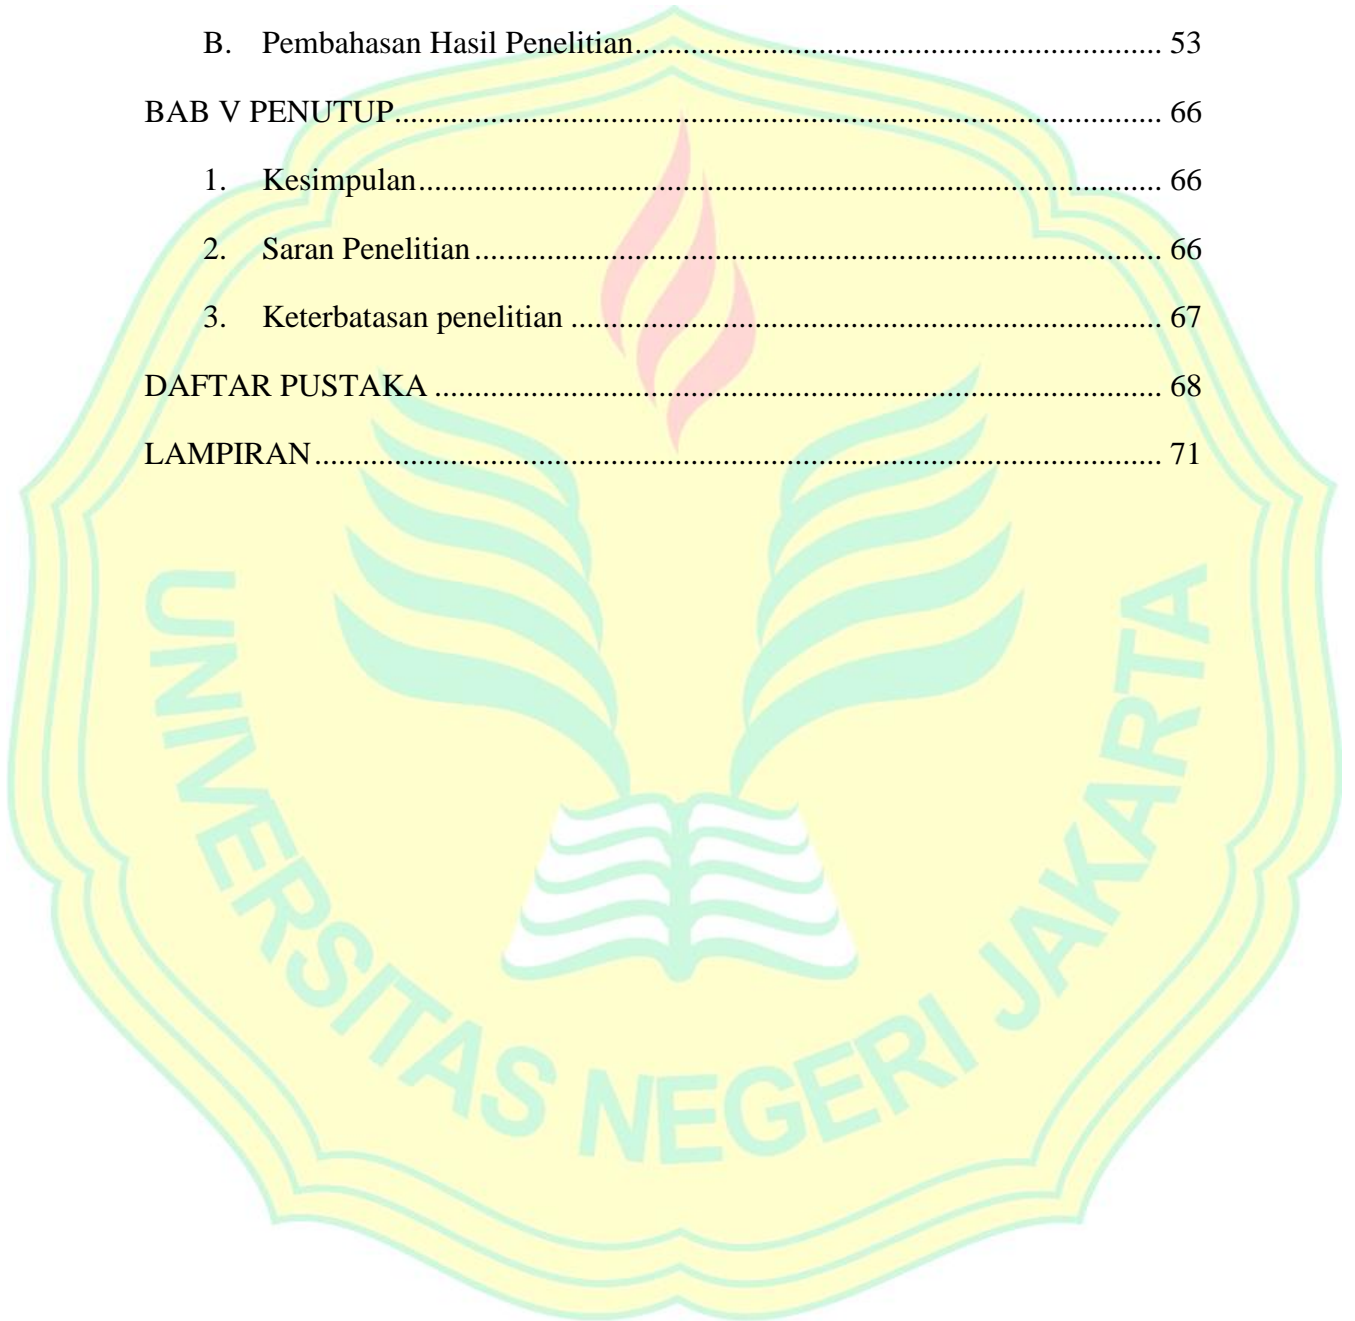 B. Pembahasan Hasil Penelitian.................................................................. 53
BAB V PENUTUP................................................................................................ 66
1. Kesimpulan............................................................................................. 66
2. Saran Penelitian...................................................................................... 66
3. Keterbatasan penelitian .......................................................................... 67
DAFTAR PUSTAKA ........................................................................................... 68
LAMPIRAN.......................................................................................................... 71
UNIVERSITAS NEGERI JAKARTA